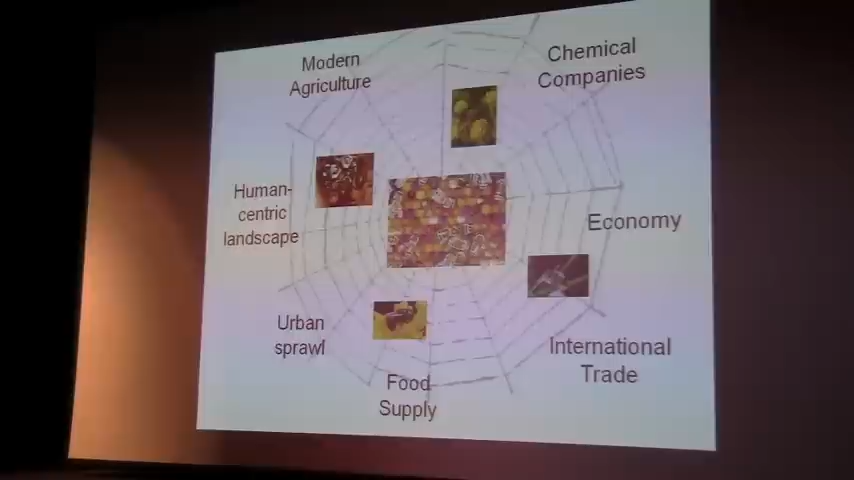 Modern
Agriculture
Chemical
Companies
Human-
centric
landscape
Economy
Urban
sprawl
International
Trade
Food
Supply